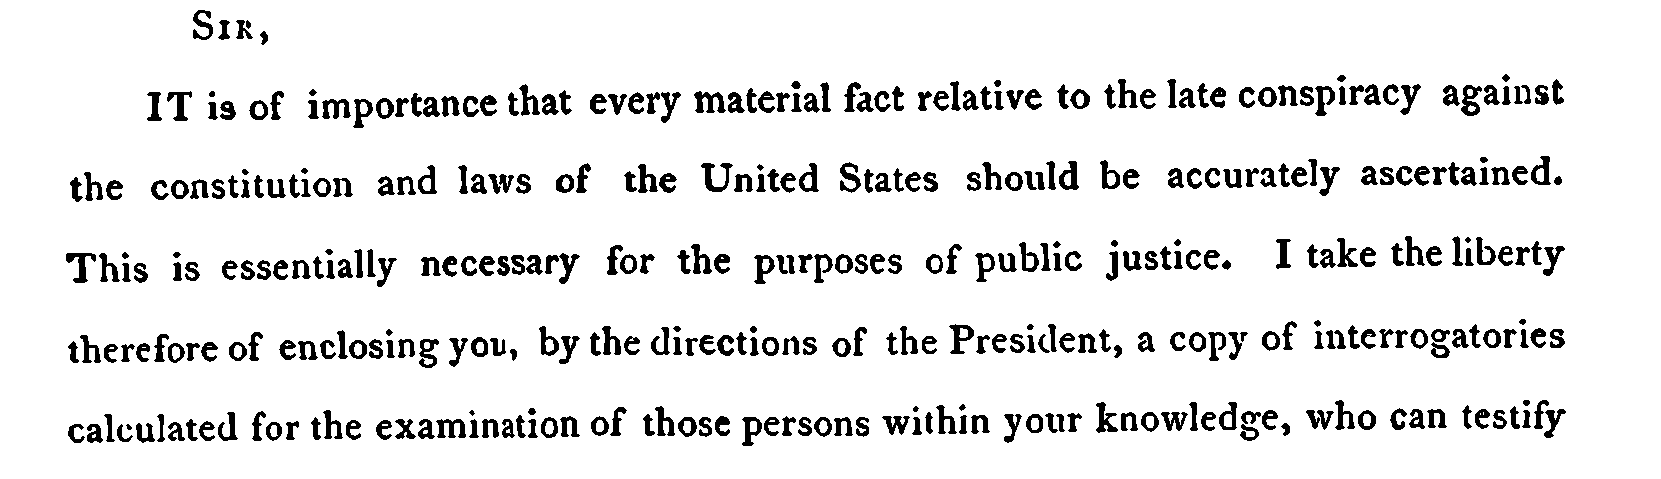 SIR,
IT is of importance that every material fact relative to the late conspiracy against
the constitution and laws of the United States should be accurately ascertained.
This is essentially necessary for the purposes of public justice. I take the liberty
therefore of enclosing you, by the directions of the President, a copy of interrogatories
calculated for the examination of those persons within your knowledge, who can testify